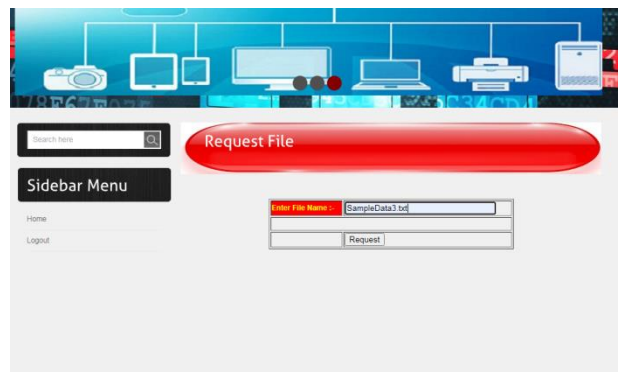 Search here
Request File
Sidebar Menu
Home
Logout
Enter File Name :-
SampleData3.txt
Request